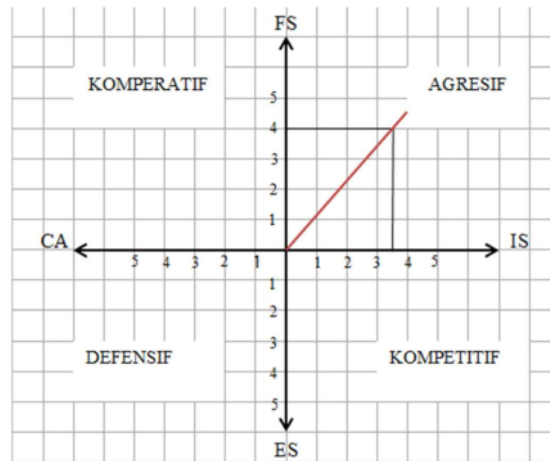 FS
KOMPERATIF AGRESIF
5
4
3
2
1
CA 5 4 3 2 1 1 2 3 4 5 IS
1
2
3
DEFENSIF KOMPETITIF
4
5
ES